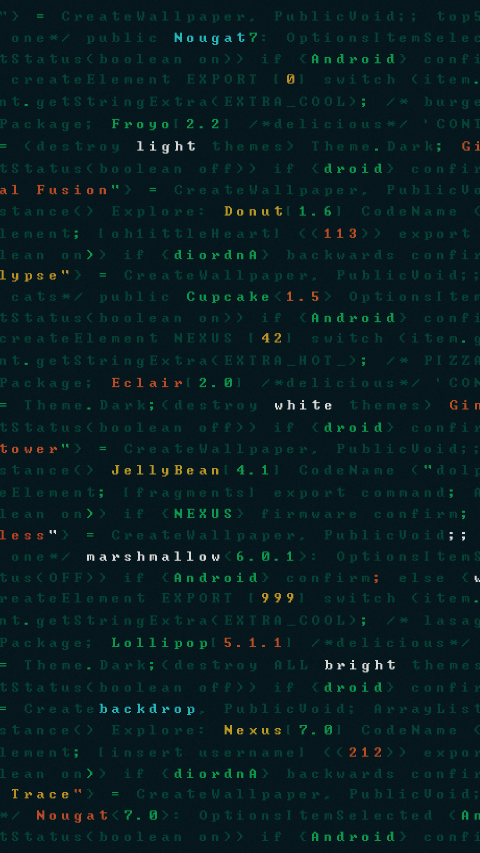 "> = CreateWallpaper, PublicVoid;; top5
one*/ public Nougat7: OptionsItemSelec
tStatus(boolean on)> if (Android> confi
createElement EXPORT [0] switch (item.
nt.getStringExtra(EXTRA_COOL>; /* burge
Package; Froyo[2.2] /*delicious*/ 'CONT
= (destroy light themes> Theme.Dark; Gi
tStatus(boolean off>> if (droid> confir
al Fusion"> = CreateWallpaper, PublicVo
stance<> Explore: Donut[1.6] CodeName <
lement; [ohlittleHeart] <<113>> export
lean on>> if (diordnA> backwards confir
lypse"> = CreateWallpaper, PublicVoid;;
cats*/ public Cupcake<1.5> OptionsItem
tStatus(boolean on>> if (Android> confi
createElement NEXUS [42] switch (item.g
nt.getStringExtra(EXTRA_HOT_>; /* PIZZA
Package; Eclair[2.0] /*delicious*/ 'CON
= Theme.Dark;(destroy white themes> Gin
tStatus(boolean off>> if (droid> confir
tower"> = CreateWallpaper, PublicVoid;;
stance<> JellyBean[4.1] CodeName ("dolp
eElement; [fragments] export command; A
lean on>> if (NEXUS> firmware confirm;
less"> = CreateWallpaper, PublicVoid;;
one*/ marshmallow<6.0.1>: OptionsItemS
tus(OFF>> if (Android> confirm; else (w
reateElement EXPORT [999] switch (item.
nt.getStringExtra(EXTRA_COOL>; /* lasag
Package; Lollipop[5.1.1] /*delicious*/
= Theme.Dark;(destroy ALL bright themes
tStatus(boolean off>> if (droid> confir
= Createbackdrop, PublicVoid; ArrayList
stance<> Explore: Nexus[7.0] CodeName <
lement; [insert username] <<212>> expor
lean on>> if (diordnA> backwards confir
Trace"> = CreateWallpaper, PublicVoid;;
*/ Nougat<7.0>: OptionsItemSelected (An
tStatus(boolean on>> if (Android> confi